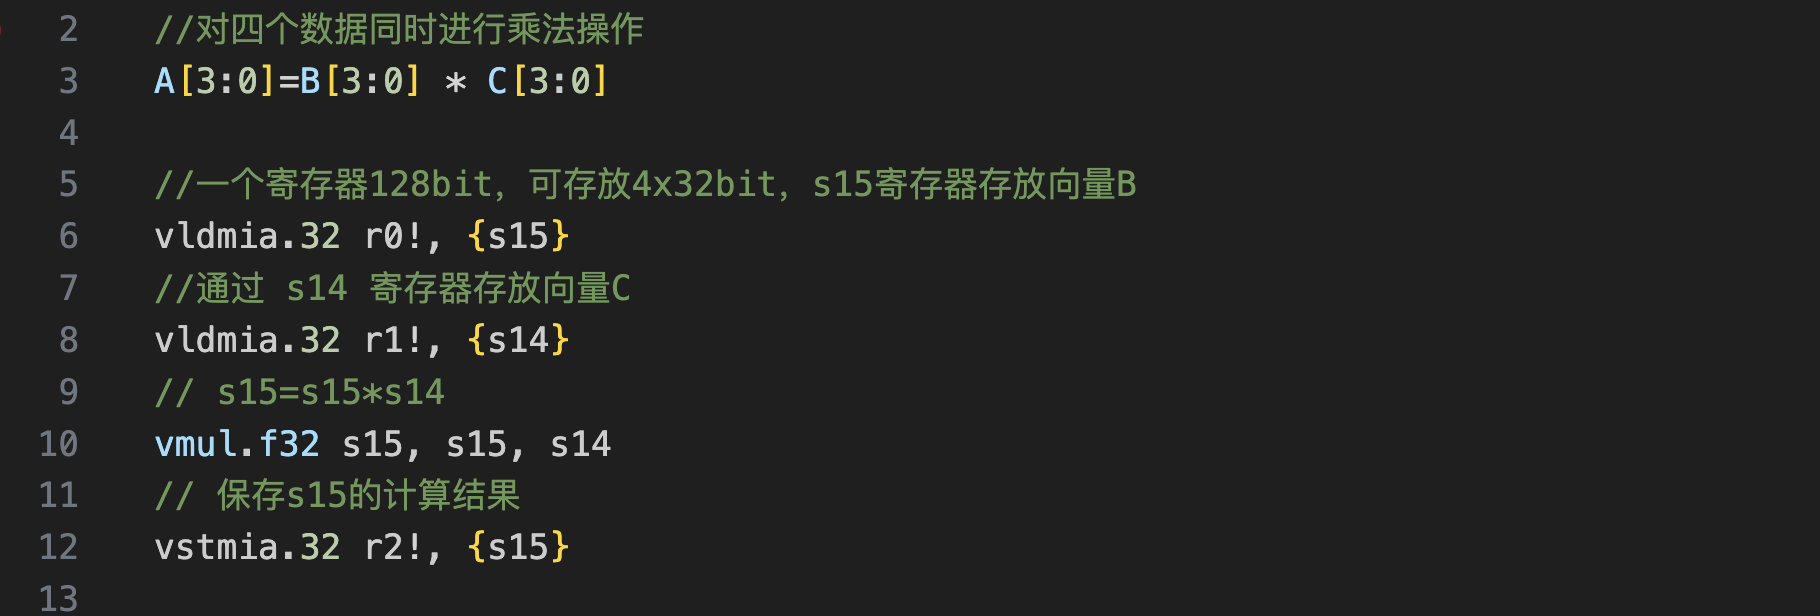 2 //对四个数据同时进行乘法操作
3 A[3:0]=B[3:0] * C[3:0]
4
5 //一个寄存器128bit，可存放4x32bit，s15寄存器存放向量B
6 vldmia.32 r0!, {s15}
7 //通过 s14 寄存器存放向量C
8 vldmia.32 r1!, {s14}
9 // s15=s15*s14
10 vmul.f32 s15, s15, s14
11 // 保存s15的计算结果
12 vstmia.32 r2!, {s15}
13